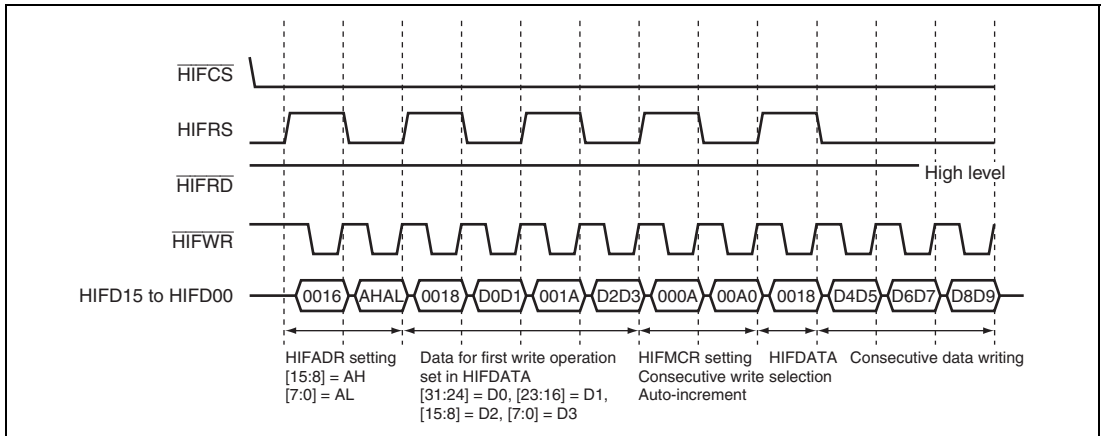 HIFCS
HIFRS
HIFRD
High level
HIFWR
HIFD15 to HIFD00 0016 AHAL 0018 D0D1 001A D2D3 000A 00A0 0018 D4D5 D6D7 D8D9
HIFADR setting
[15:8] = AH
[7:0] = AL
Data for first write operation
set in HIFDATA
[31:24] = D0, [23:16] = D1,
[15:8] = D2, [7:0] = D3
HIFMCR setting
Consecutive write selection
Auto-increment
HIFDATA
Consecutive data writing